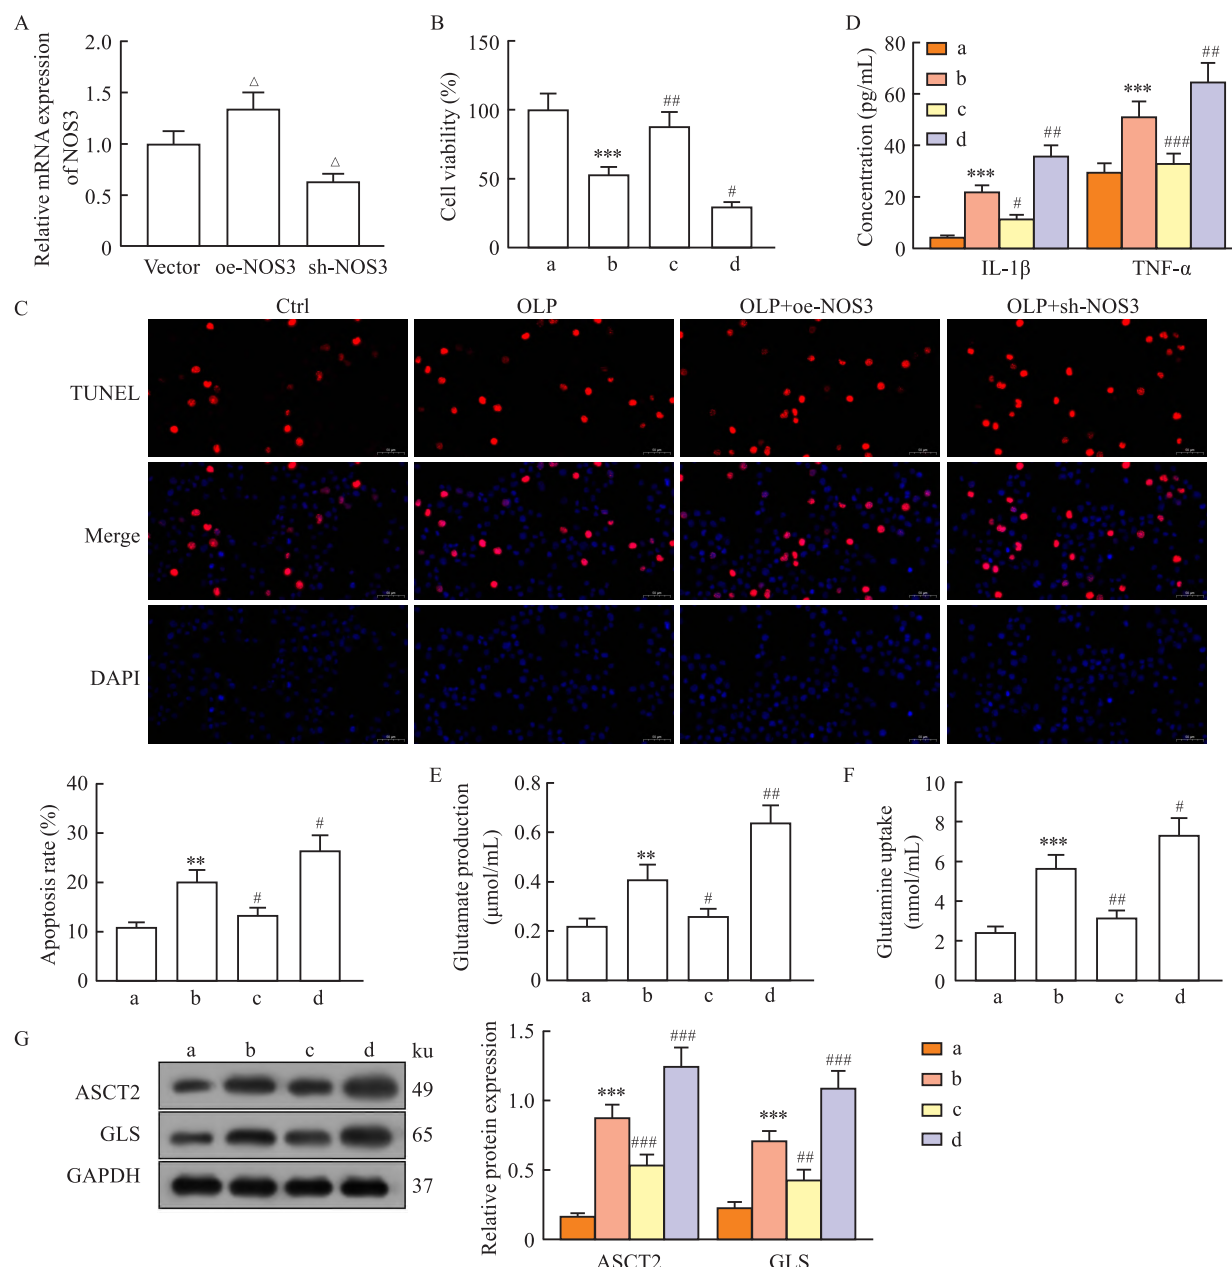 A
Relative mRNA expression
of NOS3
2.0
1.5
1.0
0.5
0
△
△
Vector
oe-NOS3
sh-NOS3
B
Cell viability (%)
150
100
50
0
***
##
#
a
b
c
d
D
Concentration (pg/mL)
80
60
40
20
0
a
b
c
d
***
#
##
***
###
##
IL-1β
TNF-α
C
Ctrl
OLP
OLP+oe-NOS3
OLP+sh-NOS3
TUNEL
Merge
DAPI
Apoptosis rate (%)
40
30
20
10
0
**
#
#
a
b
c
d
E
Glutamate production
(μmol/mL)
0.8
0.6
0.4
0.2
0
**
#
##
a
b
c
d
F
Glutamine uptake
(nmol/mL)
10
8
6
4
2
0
***
##
#
a
b
c
d
G
a
b
c
d
ku
ASCT2
49
GLS
65
GAPDH
37
Relative protein expression
1.5
1.0
0.5
0
***
###
###
***
##
###
ASCT2
GLS
a
b
c
d